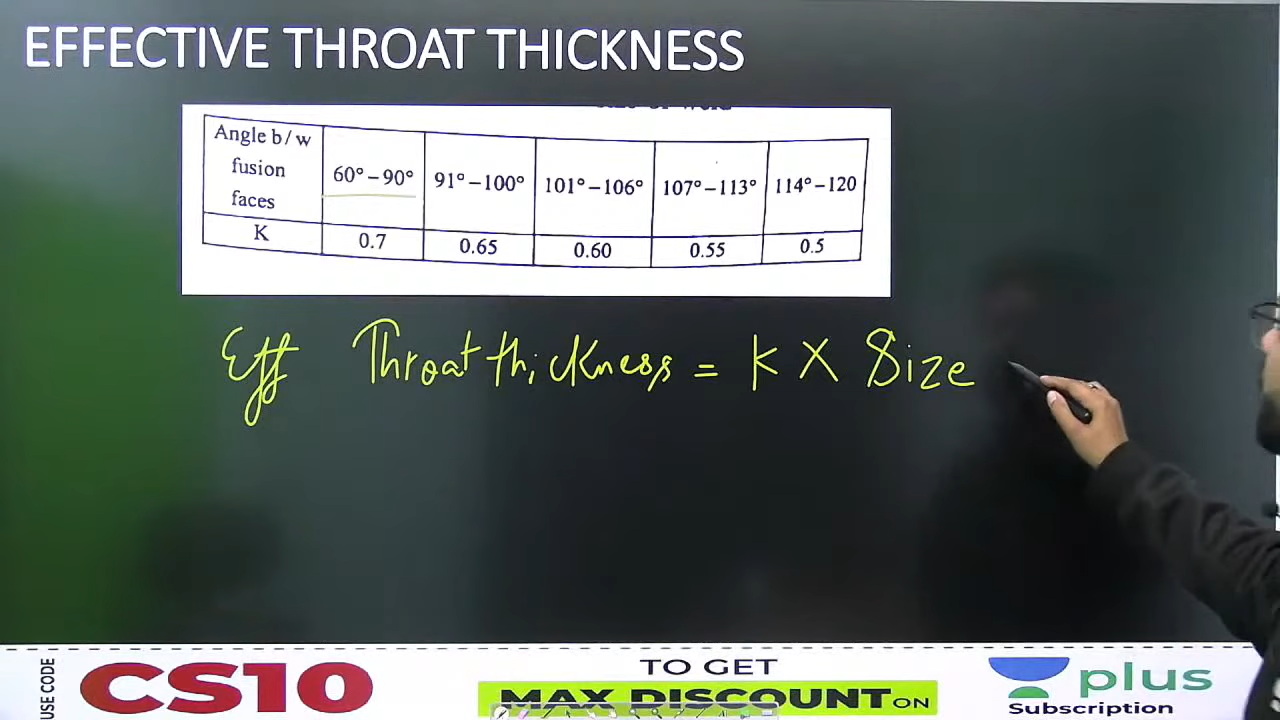 EFFECTIVE THROAT THICKNESS
Angle b/w fusion faces 60°–90° 91°–100° 101°–106° 107°–113° 114°–120
K 0.7 0.65 0.60 0.55 0.5
Eff Throat thickness = K X Size
USE CODE
CS10
TO GET
MAX DISCOUNT ON
plus
Subscription